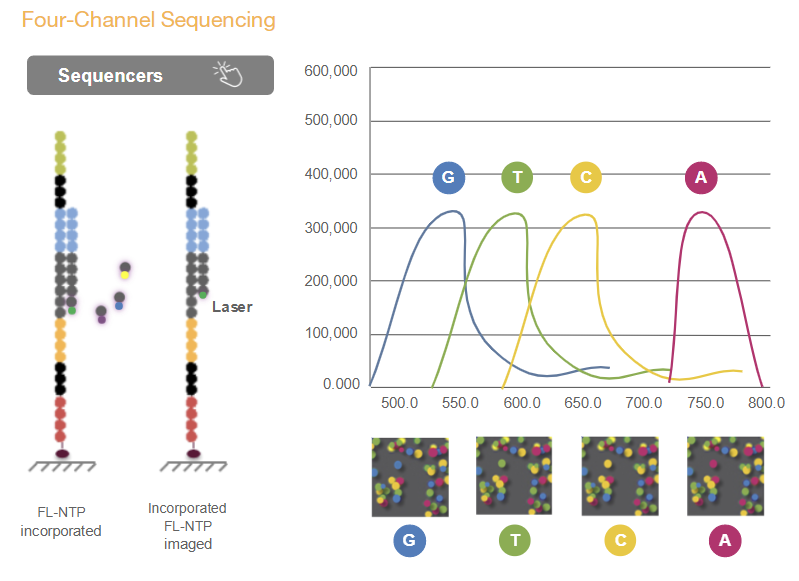 Four-Channel Sequencing
Sequencers
600,000
500,000
400,000
300,000
200,000
100,000
0.000
G
T
C
A
500.0
550.0
600.0
650.0
700.0
750.0
800.0
Laser
FL-NTP
incorporated
Incorporated
FL-NTP
imaged
G
T
C
A